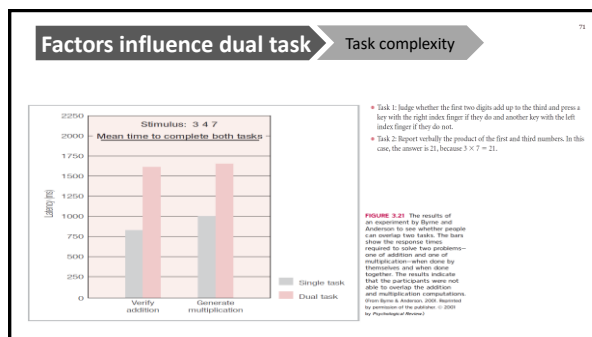 71
Factors influence dual task
Task complexity
Stimulus: 3 4 7
Mean time to complete both tasks
2250
2000
1750
1500
1250
1000
750
500
250
0
Latency (ms)
Verify
addition
Generate
multiplication
Single task
Dual task
• Task 1: Judge whether the first two digits add up to the third and press a
key with the right index finger if they do and another key with the left
index finger if they do not.
• Task 2: Report verbally the product of the first and third numbers. In this
case, the answer is 21, because 3 × 7 = 21.
FIGURE 3.21 The results of
an experiment by Byrne and
Anderson to see whether people
can overlap two tasks. The bars
show the response times
required to solve two problems—
one of addition and one of
multiplication—when done by
themselves and when done
together. The results indicate
that the participants were not
able to overlap the addition
and multiplication computations.
(From Byrne & Anderson, 2001. Reprinted
by permission of the publisher. © 2001
by Psychological Review.)